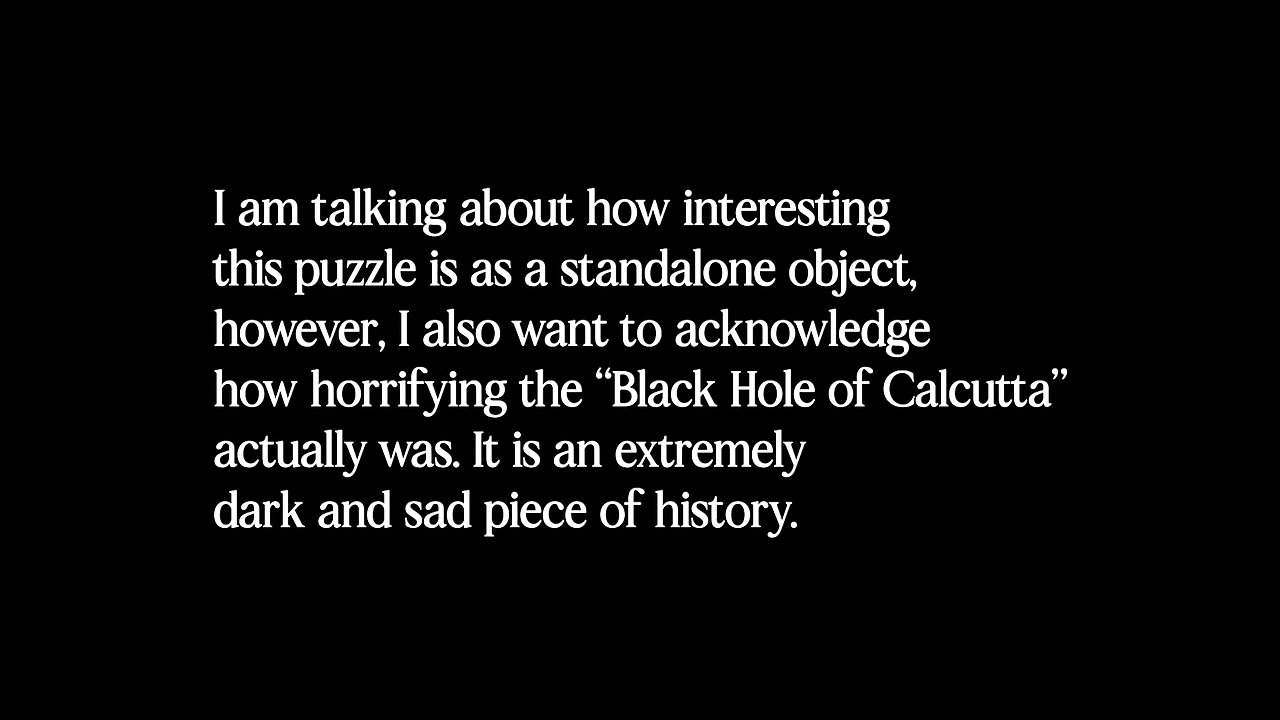 I am talking about how interesting
this puzzle is as a standalone object,
however, I also want to acknowledge
how horrifying the “Black Hole of Calcutta”
actually was. It is an extremely
dark and sad piece of history.